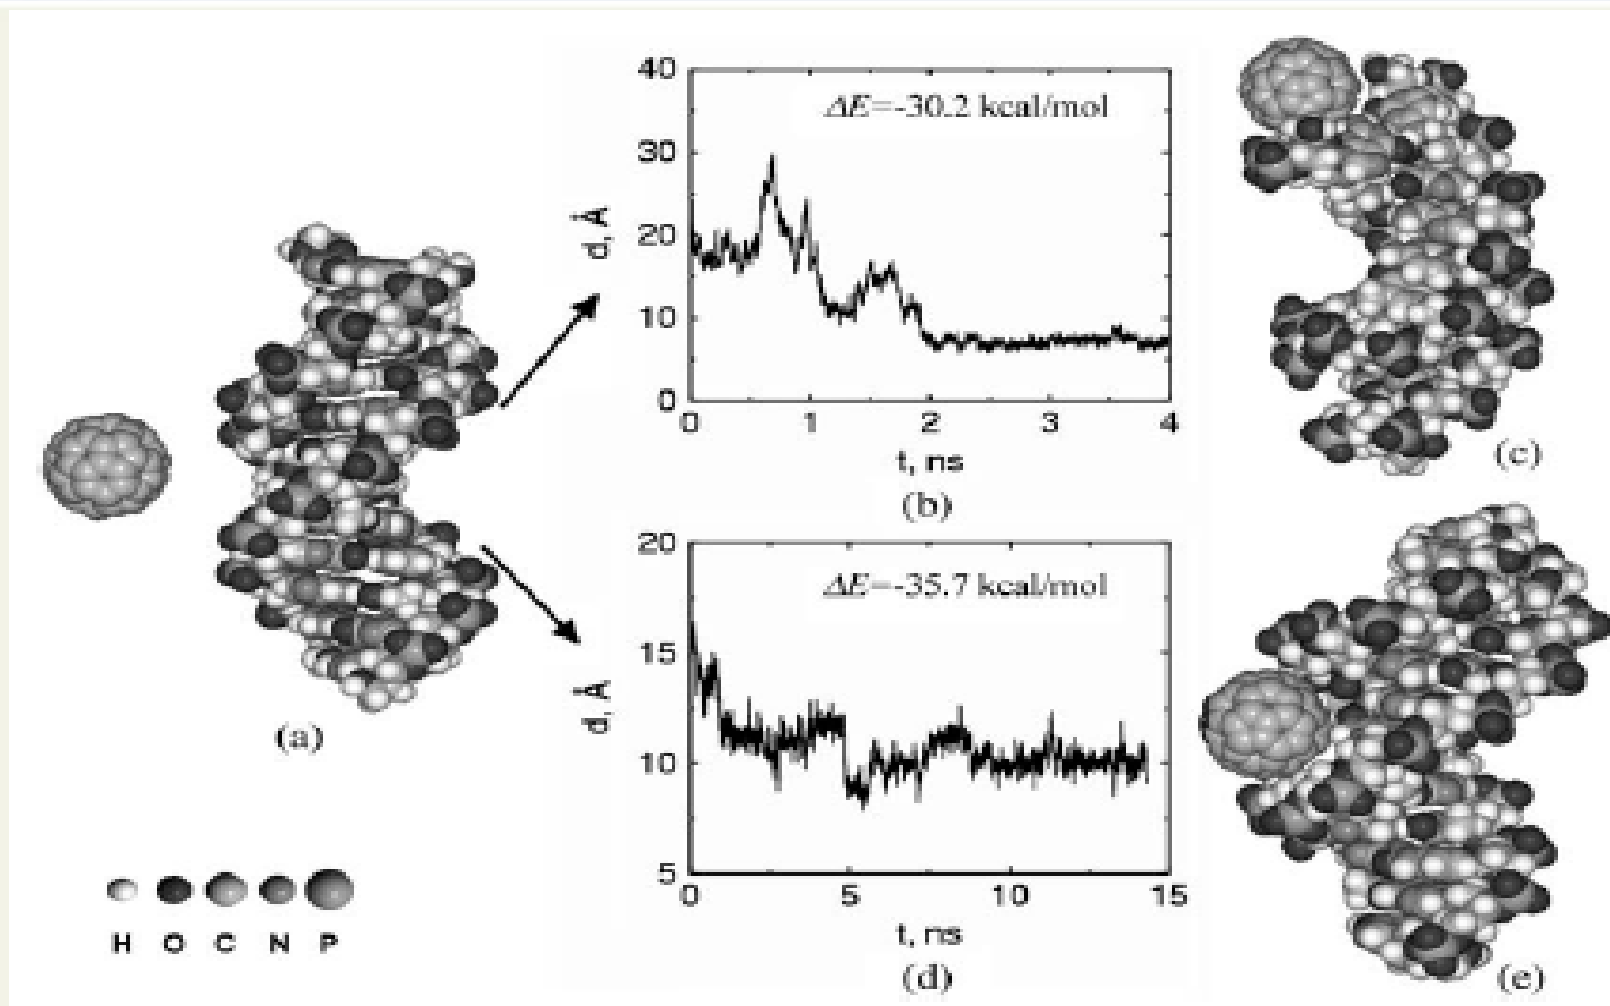 40
30
20
10
0
d, Å
ΔE=-30.2 kcal/mol
0 1 2 3 4
t, ns
(b)
(c)
(a)
20
15
10
5
d, Å
ΔE=-35.7 kcal/mol
0 5 10 15
t, ns
(d)
(e)
H O C N P